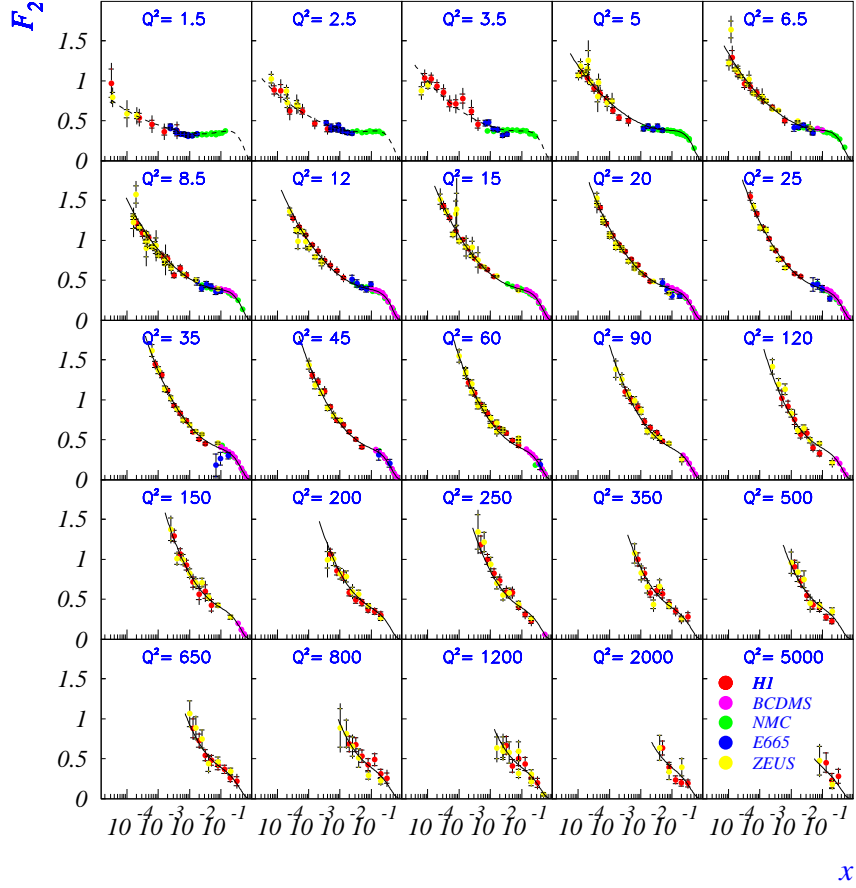 F₂
Q²= 1.5 Q²= 2.5 Q²= 3.5 Q²= 5 Q²= 6.5
1.5
1
0.5
0
Q²= 8.5 Q²= 12 Q²= 15 Q²= 20 Q²= 25
1.5
1
0.5
0
Q²= 35 Q²= 45 Q²= 60 Q²= 90 Q²= 120
1.5
1
0.5
0
Q²= 150 Q²= 200 Q²= 250 Q²= 350 Q²= 500
1.5
1
0.5
0
Q²= 650 Q²= 800 Q²= 1200 Q²= 2000 Q²= 5000
1.5
1
0.5
0
H1
BCDMS
NMC
E665
ZEUS
10⁻⁴ 10⁻³ 10⁻² 10⁻¹ 10⁻⁴ 10⁻³ 10⁻² 10⁻¹ 10⁻⁴ 10⁻³ 10⁻² 10⁻¹ 10⁻⁴ 10⁻³ 10⁻² 10⁻¹ 10⁻⁴ 10⁻³ 10⁻² 10⁻¹
x